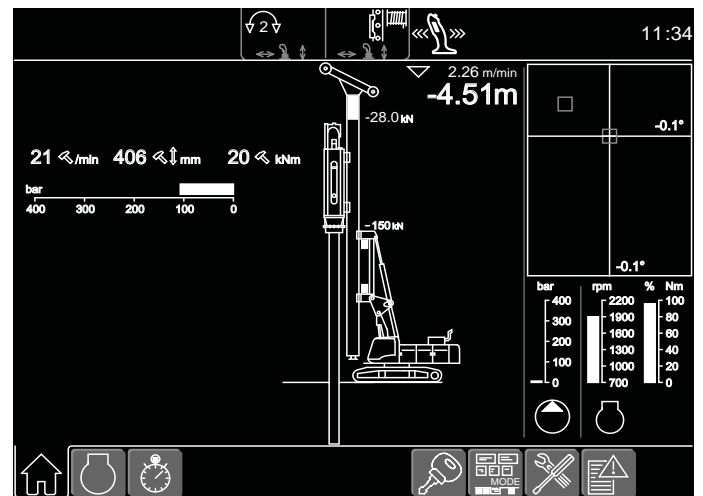 2
11:34
2.26 m/min
-4.51m
-28.0 kN
-0.1°
21 /min 406 mm 20 kNm
bar
400 300 200 100 0
-150 kN
-0.1°
bar rpm % Nm
400 2200 100
300 1900 80
200 1600 60
1300 40
100 1000 20
0 700 0
MODE